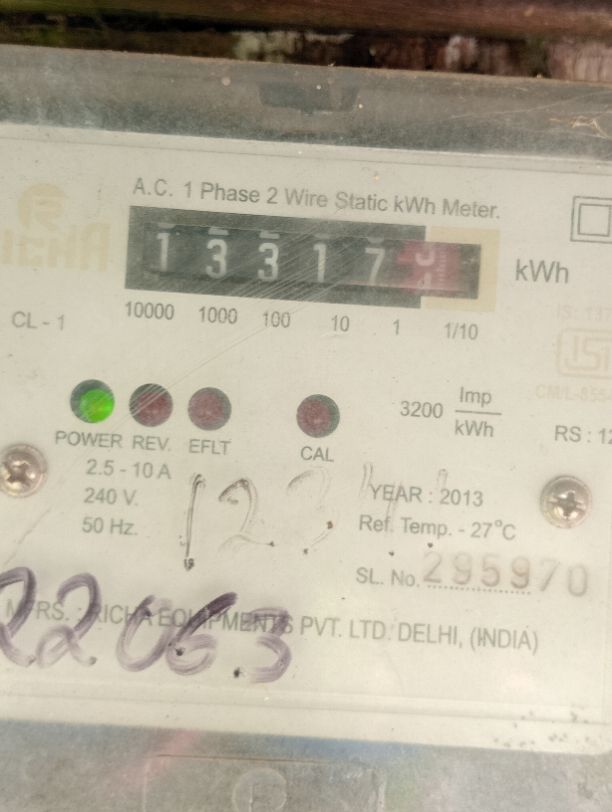 A.C. 1 Phase 2 Wire Static kWh Meter.
1 3 3 1 7 kWh
CL - 1 10000 1000 100 10 1 1/10
3200 Imp/kWh
POWER REV. EFLT CAL RS : 12
2.5 - 10 A
240 V. YEAR : 2013
50 Hz. Ref. Temp. - 27°C
SL. No. 295970
MFRS. : RICHA EQUIPMENTS PVT. LTD. DELHI, (INDIA)
22063